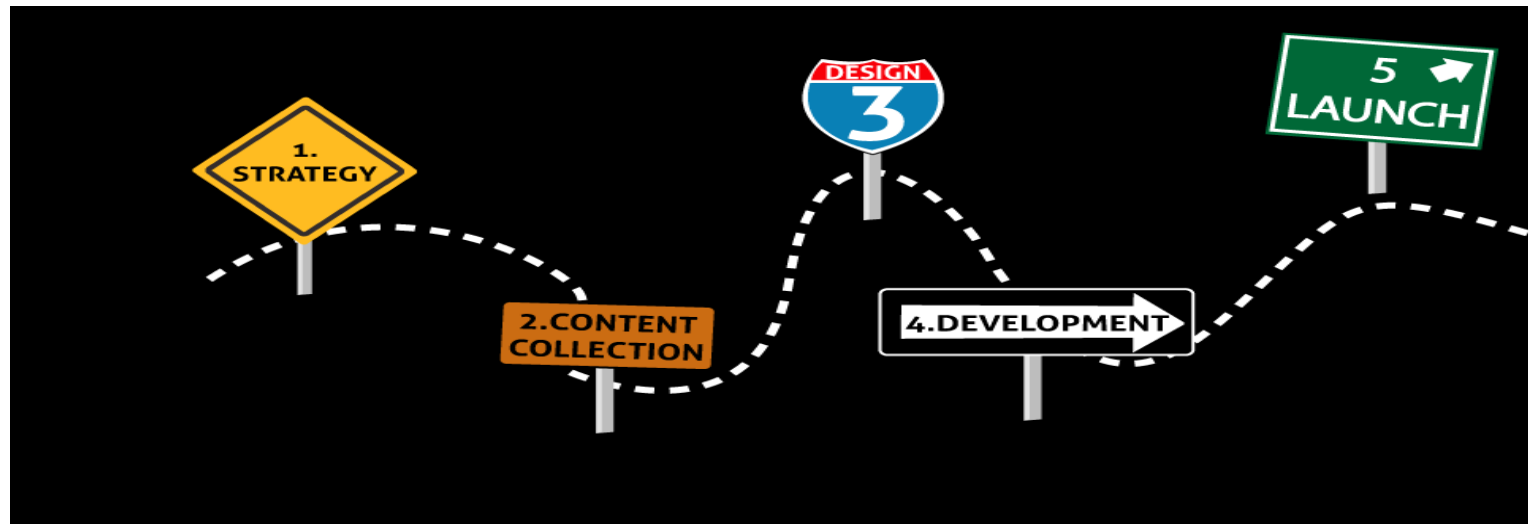 1.
STRATEGY
2.CONTENT
COLLECTION
DESIGN
3
4.DEVELOPMENT
5
LAUNCH